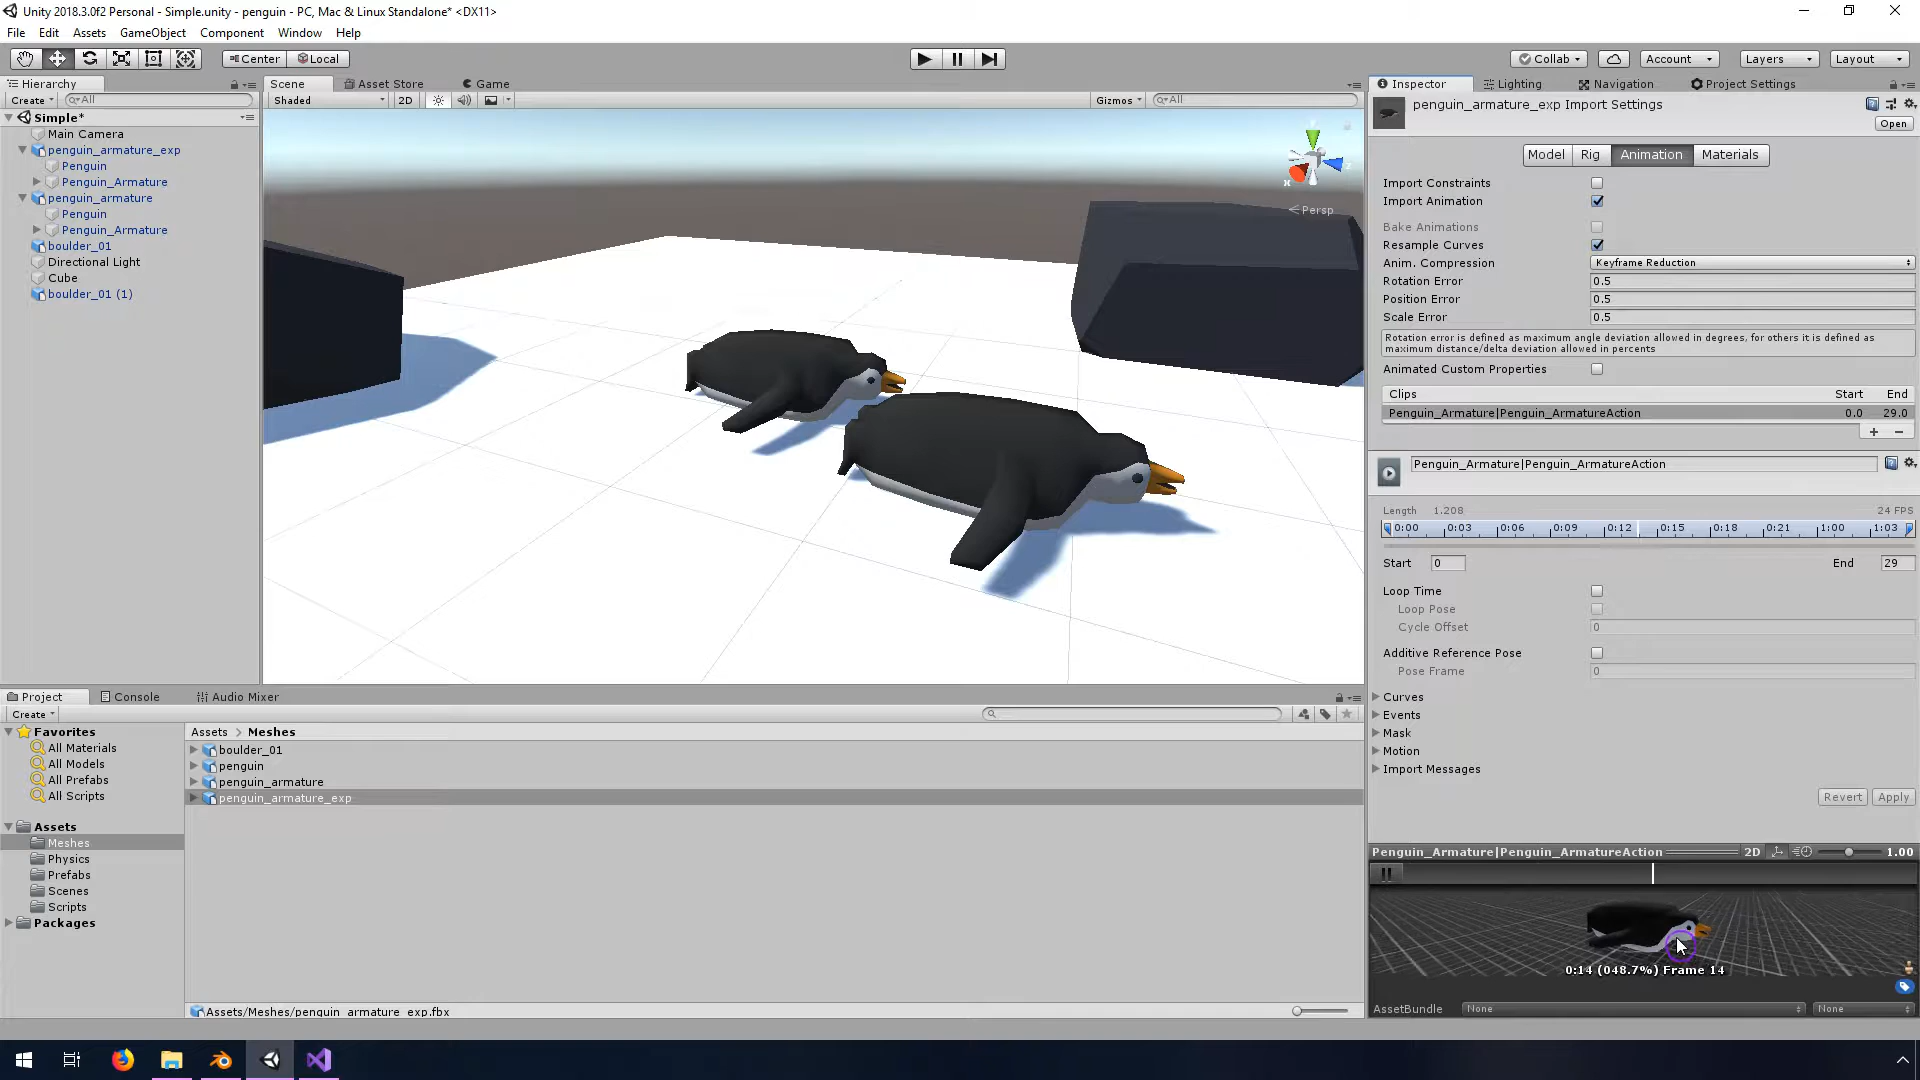 Unity 2018.3.0f2 Personal - Simple.unity - penguin - PC, Mac & Linux Standalone* <DX11>
File Edit Assets GameObject Component Window Help
Center Local Collab Account Layers Layout
Hierarchy
Create All
Simple*
Main Camera
penguin_armature_exp
Penguin
Penguin_Armature
penguin_armature
Penguin
Penguin_Armature
boulder_01
Directional Light
Cube
boulder_01 (1)
Scene Asset Store Game
Shaded 2D Gizmos All
y
x
z
Persp
Project Console Audio Mixer
Create
Favorites
All Materials
All Models
All Prefabs
All Scripts
Assets
Meshes
Physics
Prefabs
Scenes
Scripts
Packages
Assets > Meshes
boulder_01
penguin
penguin_armature
penguin_armature_exp
Assets/Meshes/penguin_armature_exp.fbx
Inspector Lighting Navigation Project Settings
penguin_armature_exp Import Settings
Open
Model Rig Animation Materials
Import Constraints
Import Animation
Bake Animations
Resample Curves
Anim. Compression Keyframe Reduction
Rotation Error 0.5
Position Error 0.5
Scale Error 0.5
Rotation error is defined as maximum angle deviation allowed in degrees, for others it is defined as
maximum distance/delta deviation allowed in percents
Animated Custom Properties
Clips Start End
Penguin_Armature|Penguin_ArmatureAction 0.0 29.0
+ −
Penguin_Armature|Penguin_ArmatureAction
Length 1.208 24 FPS
0:00 0:03 0:06 0:09 0:12 0:15 0:18 0:21 1:00 1:03
Start 0 End 29
Loop Time
Loop Pose
Cycle Offset 0
Additive Reference Pose
Pose Frame 0
Curves
Events
Mask
Motion
Import Messages
Revert Apply
Penguin_Armature|Penguin_ArmatureAction 2D 1.00
0:14 (048.7%) Frame 14
AssetBundle None None